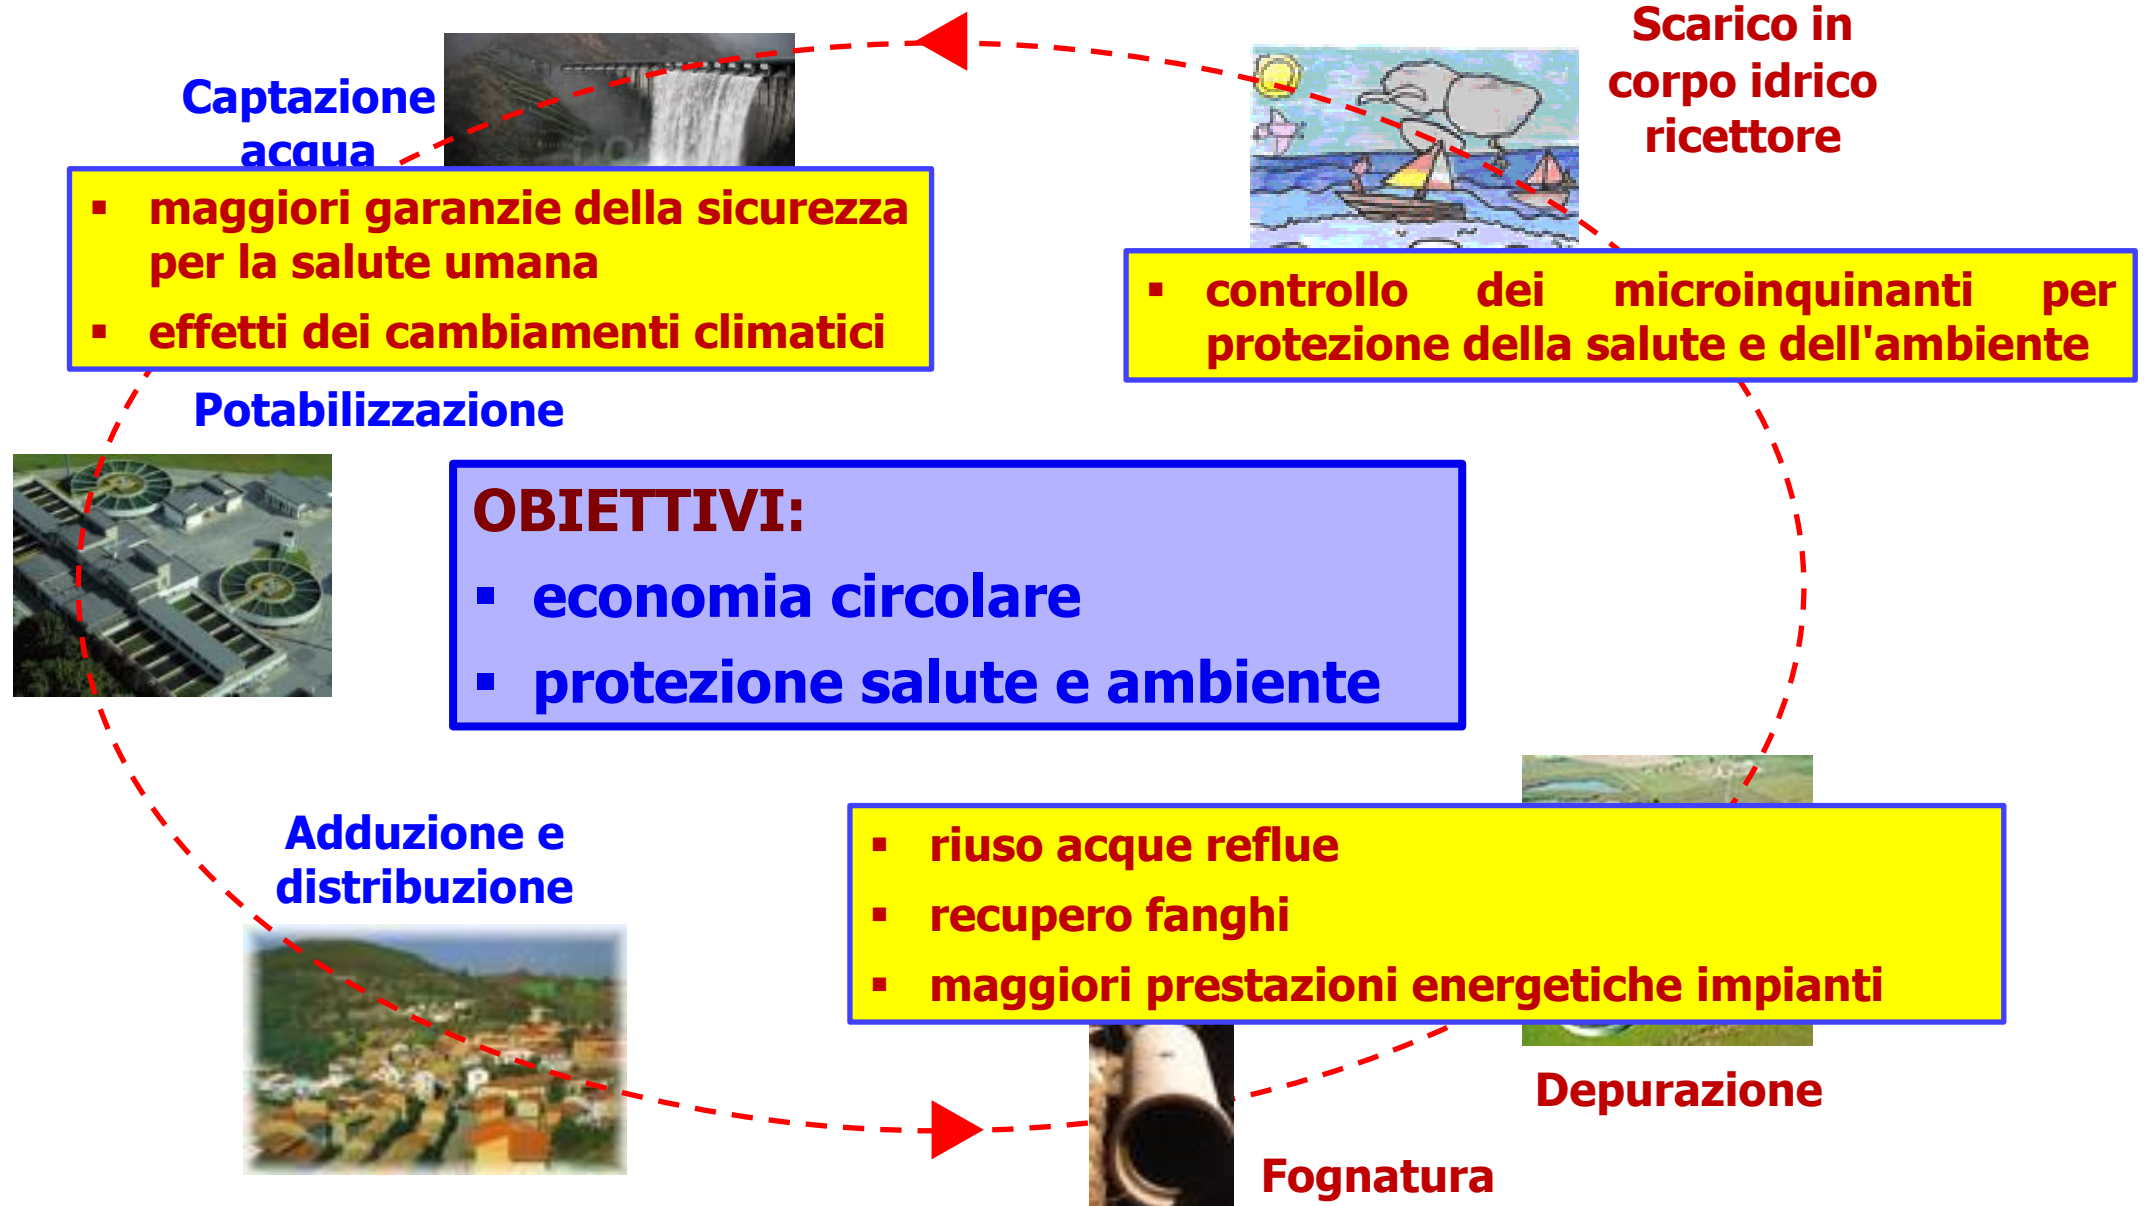 Captazione
acqua
▪ maggiori garanzie della sicurezza
per la salute umana
▪ effetti dei cambiamenti climatici
Potabilizzazione
Scarico in
corpo idrico
ricettore
▪ controllo dei microinquinanti per
protezione della salute e dell'ambiente
OBIETTIVI:
▪ economia circolare
▪ protezione salute e ambiente
Adduzione e
distribuzione
▪ riuso acque reflue
▪ recupero fanghi
▪ maggiori prestazioni energetiche impianti
Depurazione
Fognatura